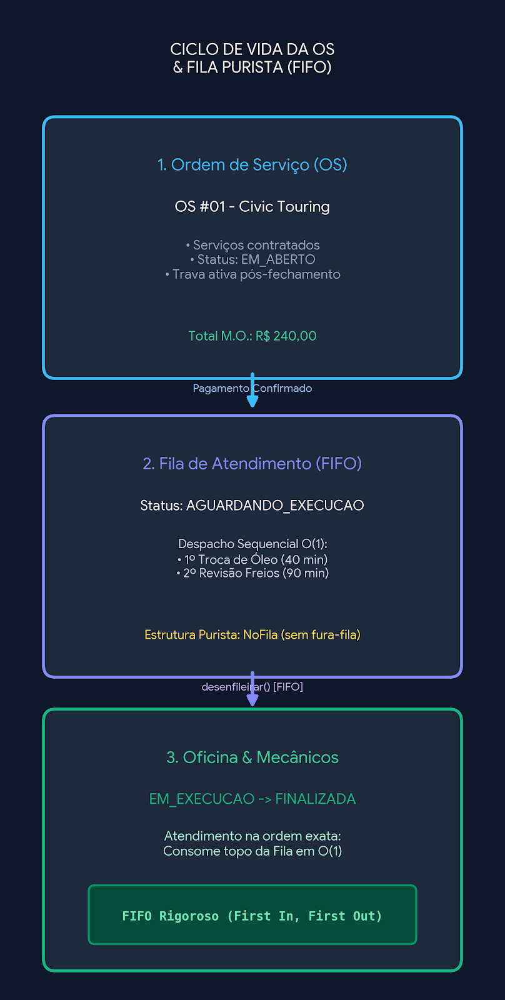 CICLO DE VIDA DA OS
& FILA PURISTA (FIFO)
1. Ordem de Serviço (OS)
OS #01 - Civic Touring
• Serviços contratados
• Status: EM_ABERTO
• Trava ativa pós-fechamento
Total M.O.: R$ 240,00
Pagamento Confirmado
2. Fila de Atendimento (FIFO)
Status: AGUARDANDO_EXECUCAO
Despacho Sequencial O(1):
• 1º Troca de Óleo (40 min)
• 2º Revisão Freios (90 min)
Estrutura Purista: NoFila (sem fura-fila)
desenfileirar() [FIFO]
3. Oficina & Mecânicos
EM_EXECUCAO -> FINALIZADA
Atendimento na ordem exata:
Consome topo da Fila em O(1)
FIFO Rigoroso (First In, First Out)